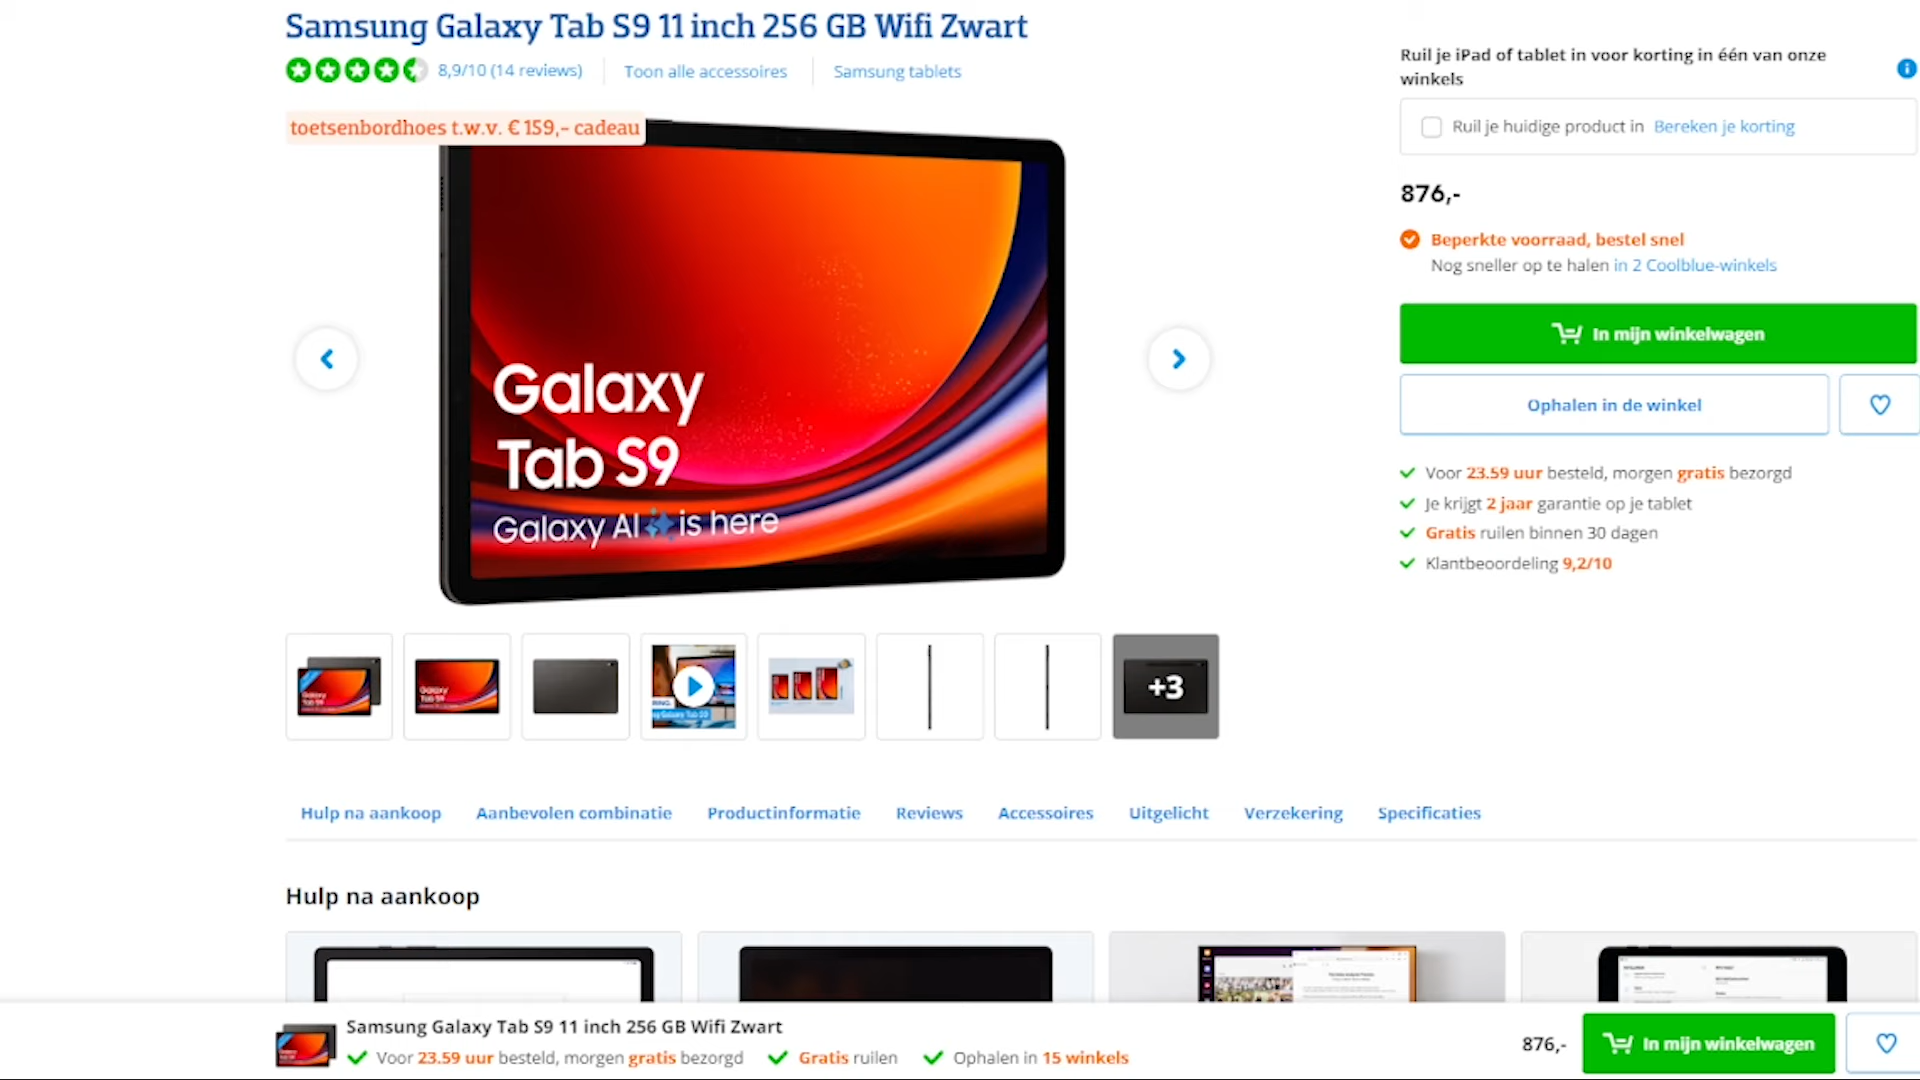 Samsung Galaxy Tab S9 11 inch 256 GB Wifi Zwart
8,9/10 (14 reviews)
Toon alle accessoires
Samsung tablets
toetsenbordhoes t.w.v. € 159,- cadeau
Galaxy
Tab S9
Galaxy AI is here
Ruil je iPad of tablet in voor korting in één van onze
winkels
Ruil je huidige product in Bereken je korting
876,-
Beperkte voorraad, bestel snel
Nog sneller op te halen in 2 Coolblue-winkels
In mijn winkelwagen
Ophalen in de winkel
Voor 23.59 uur besteld, morgen gratis bezorgd
Je krijgt 2 jaar garantie op je tablet
Gratis ruilen binnen 30 dagen
Klantbeoordeling 9,2/10
+3
Hulp na aankoop
Aanbevolen combinatie
Productinformatie
Reviews
Accessoires
Uitgelicht
Verzekering
Specificaties
Hulp na aankoop
Samsung Galaxy Tab S9 11 inch 256 GB Wifi Zwart
Voor 23.59 uur besteld, morgen gratis bezorgd
Gratis ruilen
Ophalen in 15 winkels
876,-
In mijn winkelwagen